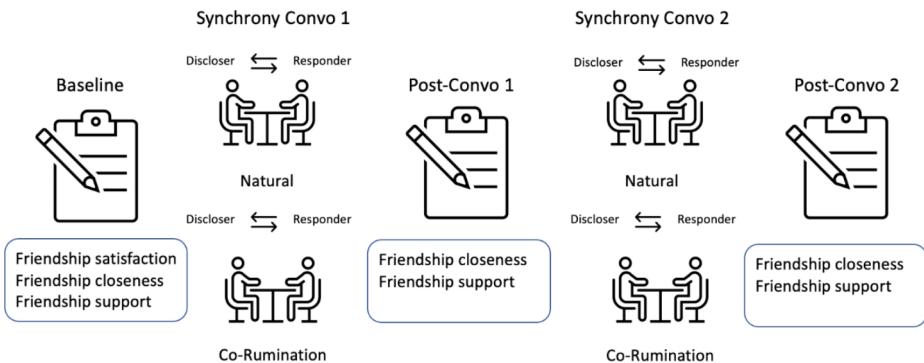 Synchrony Convo 1
Synchrony Convo 2
Discloser Responder
Discloser Responder
Baseline
Post-Convo 1
Post-Convo 2
Natural
Natural
Discloser Responder
Discloser Responder
Friendship satisfaction
Friendship closeness
Friendship support
Friendship closeness
Friendship support
Friendship closeness
Friendship support
Co-Rumination
Co-Rumination